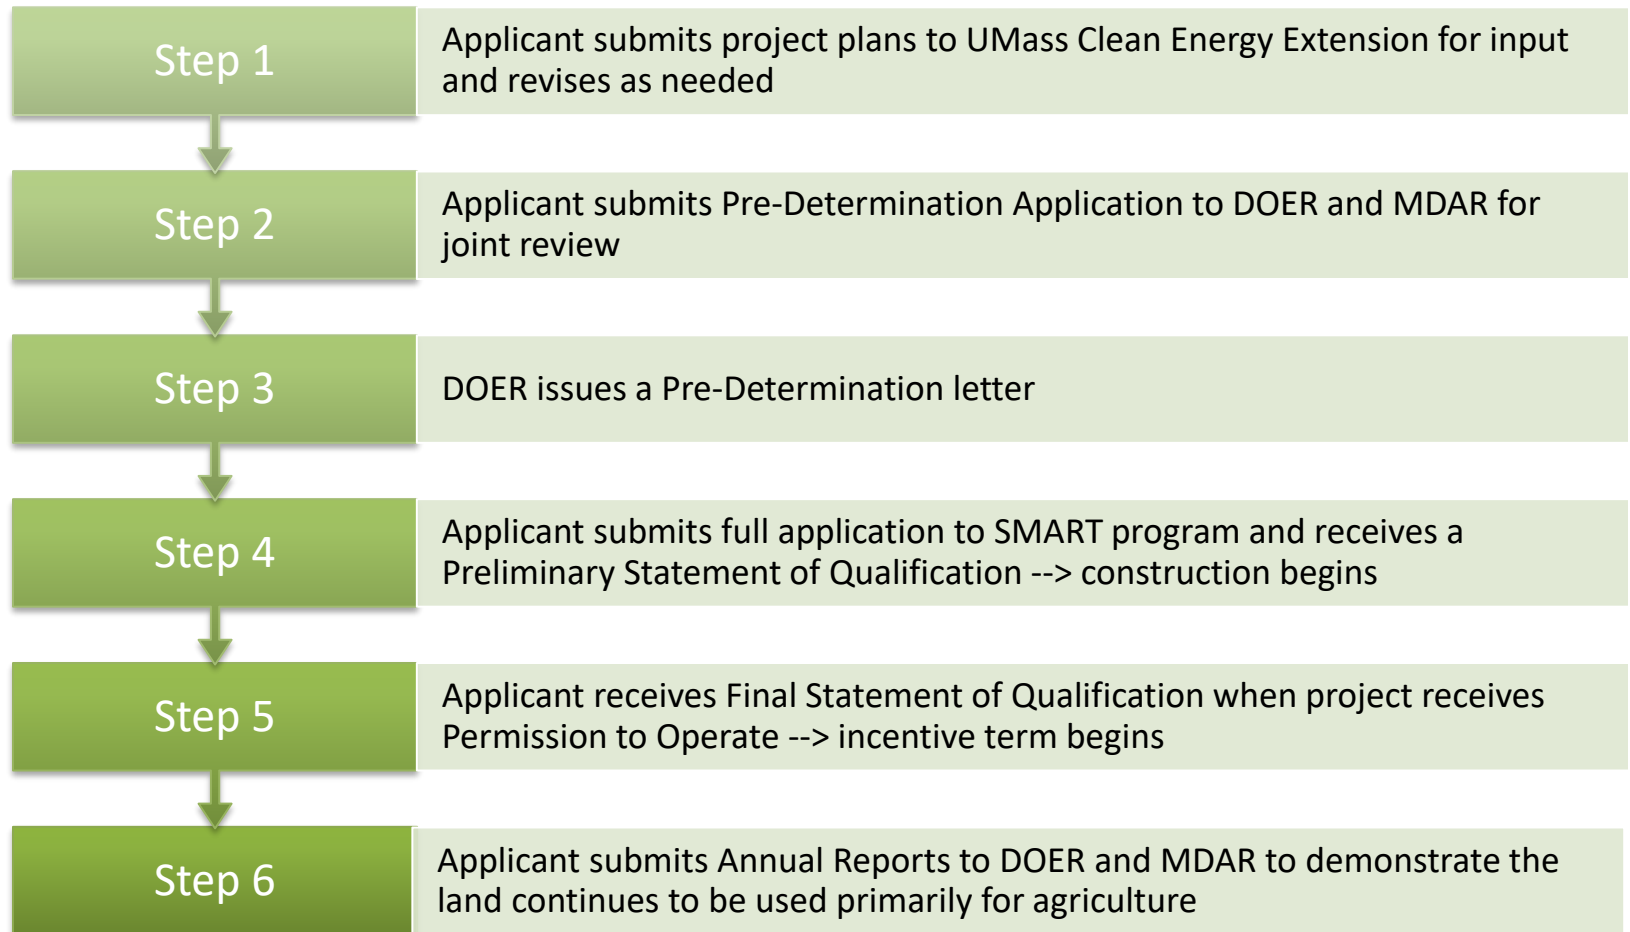 Step 1
Applicant submits project plans to UMass Clean Energy Extension for input
and revises as needed
Step 2
Applicant submits Pre-Determination Application to DOER and MDAR for
joint review
Step 3
DOER issues a Pre-Determination letter
Step 4
Applicant submits full application to SMART program and receives a
Preliminary Statement of Qualification --> construction begins
Step 5
Applicant receives Final Statement of Qualification when project receives
Permission to Operate --> incentive term begins
Step 6
Applicant submits Annual Reports to DOER and MDAR to demonstrate the
land continues to be used primarily for agriculture